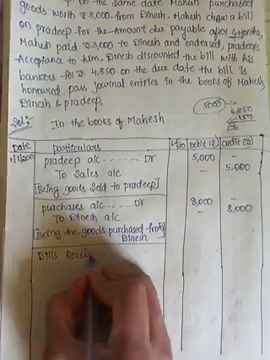 on the same date Mahesh purchased
goods worth ₹8,000 from Dinesh. Mahesh drew a bill
on pradeep for the amount due payable after 4 Months,
Mahesh paid ₹3,000 to Dinesh and endorsed, pradeep's
Acceptance to him. Dinesh discounted the bill with his
bankers for ₹ 4,850 on the due date the bill is
honoured. pass journal entries in the books of Mahesh,
Dinesh & pradeep.
5000
4850
150
Sol:-
In the books of Mahesh.
Date Particulars Debit (₹) Credit (₹)
pradeep a/c ...... Dr 5,000 -
To Sales a/c - 5,000
[Being goods Sold to pradeep]
purchases a/c ...... Dr 8,000 -
To Dinesh a/c - 8,000
[Being the goods purchased from
Dinesh
Bills Recei